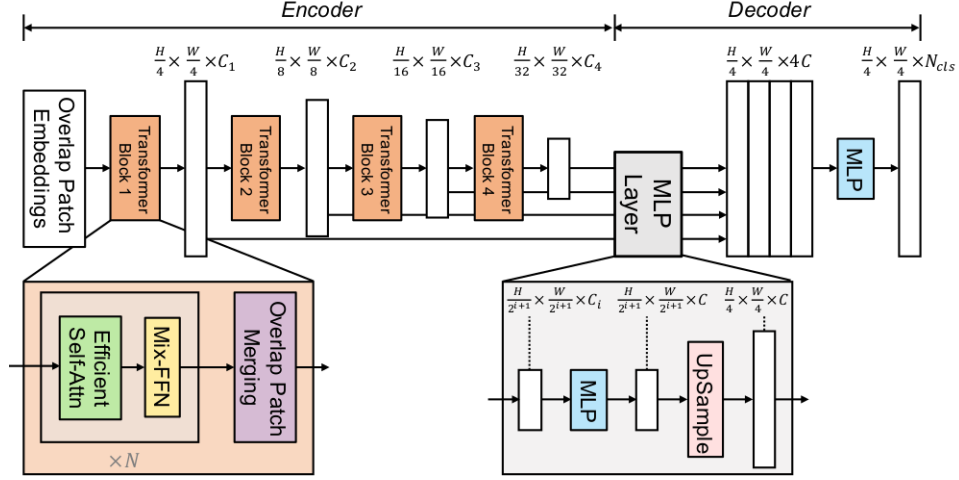 Encoder
Decoder
H/4 × W/4 × C_1
H/8 × W/8 × C_2
H/16 × W/16 × C_3
H/32 × W/32 × C_4
H/4 × W/4 × 4C
H/4 × W/4 × N_cls
Overlap Patch
Embeddings
Transformer
Block 1
Transformer
Block 2
Transformer
Block 3
Transformer
Block 4
MLP
Layer
MLP
Efficient
Self-Attn
Mix-FFN
Overlap Patch
Merging
×N
H/2^{i+1} × W/2^{i+1} × C_i
H/2^{i+1} × W/2^{i+1} × C
H/4 × W/4 × C
MLP
UpSample